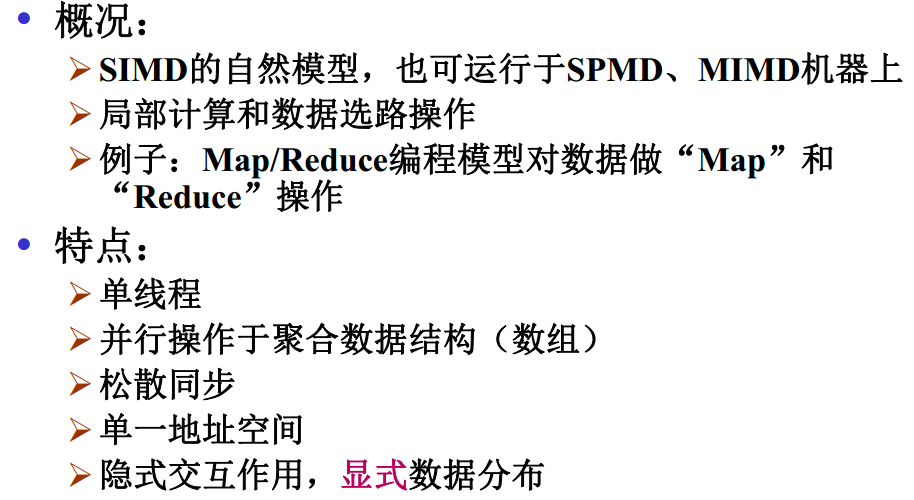 • 概况：
➢ SIMD的自然模型，也可运行于SPMD、MIMD机器上
➢ 局部计算和数据选路操作
➢ 例子：Map/Reduce编程模型对数据做“Map”和
“Reduce”操作
• 特点：
➢ 单线程
➢ 并行操作于聚合数据结构（数组）
➢ 松散同步
➢ 单一地址空间
➢ 隐式交互作用，显式数据分布